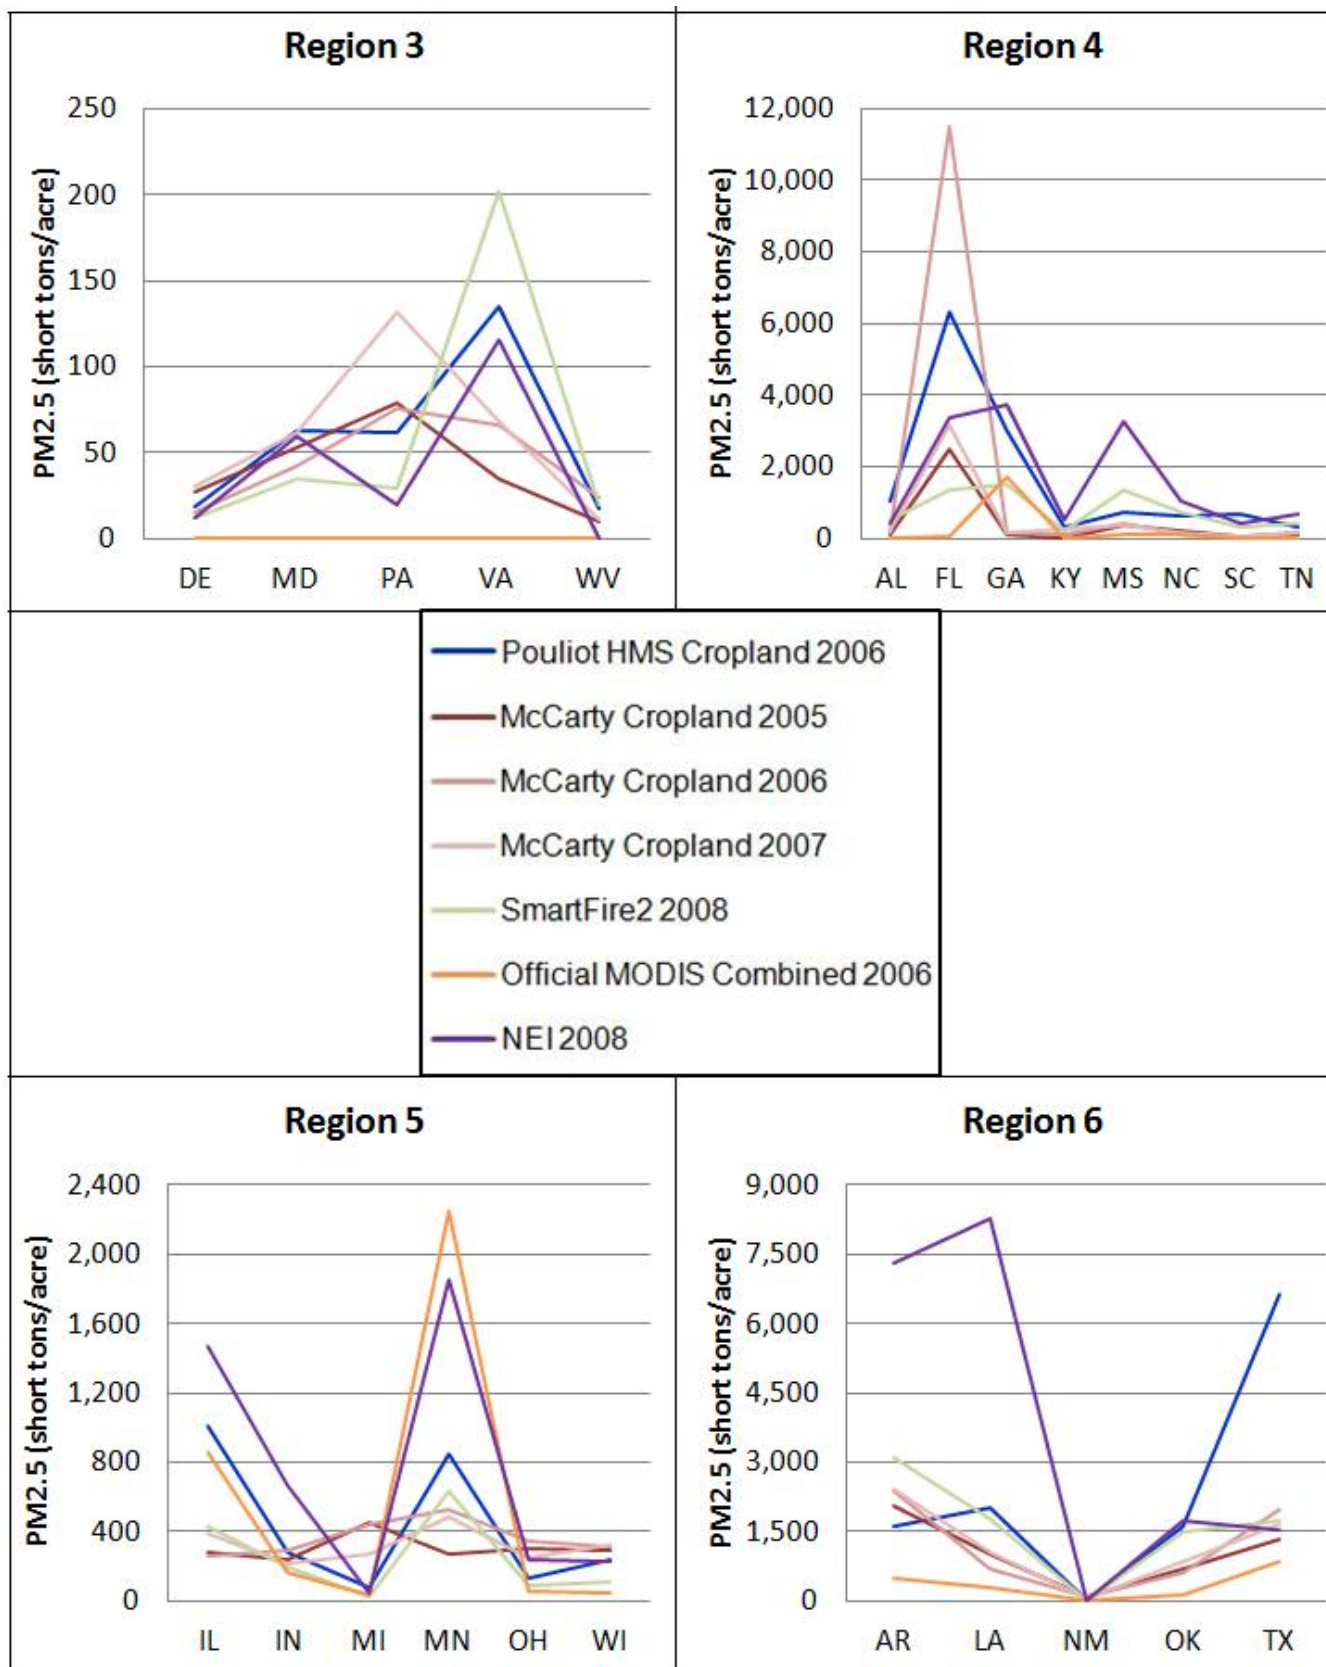 Region 3
PM2.5 (short tons/acre)
250
200
150
100
50
0
DE MD PA VA WV
Region 4
PM2.5 (short tons/acre)
12,000
10,000
8,000
6,000
4,000
2,000
0
AL FL GA KY MS NC SC TN
Pouliot HMS Cropland 2006
McCarty Cropland 2005
McCarty Cropland 2006
McCarty Cropland 2007
SmartFire2 2008
Official MODIS Combined 2006
NEI 2008
Region 5
PM2.5 (short tons/acre)
2,400
2,000
1,600
1,200
800
400
0
IL IN MI MN OH WI
Region 6
PM2.5 (short tons/acre)
9,000
7,500
6,000
4,500
3,000
1,500
0
AR LA NM OK TX